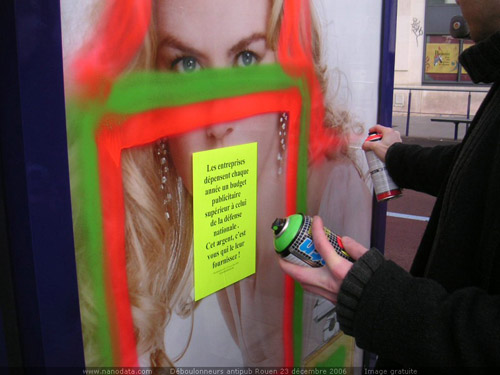 Les entreprises
dépensent chaque
année un budget
publicitaire
supérieur à celui
de la défense
nationale.
Cet argent, c'est
vous qui le leur
fournissez !
www.nanodata.com Déboulonneurs antipub Rouen 23 décembre 2006 Image gratuite